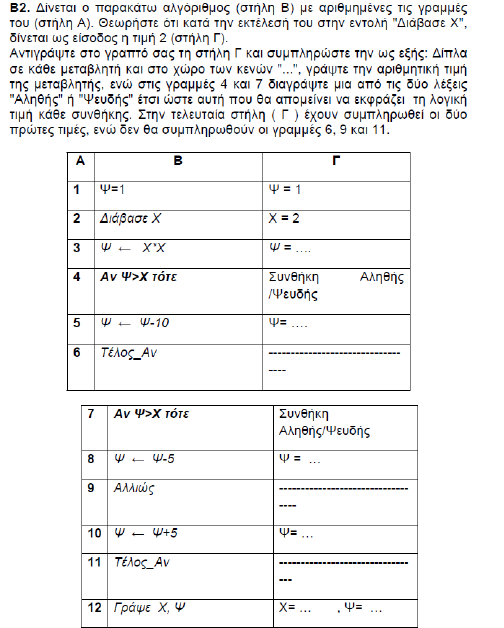 Β2. Δίνεται ο παρακάτω αλγόριθμος (στήλη Β) με αριθμημένες τις γραμμές
του (στήλη Α). Θεωρήστε ότι κατά την εκτέλεσή του στην εντολή "Διάβασε Χ",
δίνεται ως είσοδος η τιμή 2 (στήλη Γ).
Αντιγράψτε στο γραπτό σας τη στήλη Γ και συμπληρώστε την ως εξής: Δίπλα
σε κάθε μεταβλητή και στο χώρο των κενών "...", γράψτε την αριθμητική τιμή
της μεταβλητής, ενώ στις γραμμές 4 και 7 διαγράψτε μια από τις δύο λέξεις
"Αληθής" ή "Ψευδής" έτσι ώστε αυτή που θα απομείνει να εκφράζει τη λογική
τιμή κάθε συνθήκης. Στην τελευταία στήλη ( Γ ) έχουν συμπληρωθεί οι δύο
πρώτες τιμές, ενώ δεν θα συμπληρωθούν οι γραμμές 6, 9 και 11.
Α Β Γ
1 Ψ=1 Ψ = 1
2 Διάβασε Χ Χ = 2
3 Ψ ← Χ*Χ Ψ = ....
4 Αν Ψ>Χ τότε Συνθήκη Αληθής
/Ψευδής
5 Ψ ← Ψ-10 Ψ= ....
6 Τέλος_Αν ------------------------------
----
7 Αν Ψ>Χ τότε Συνθήκη
Αληθής/Ψευδής
8 Ψ ← Ψ-5 Ψ = ...
9 Αλλιώς ------------------------------
----
10 Ψ ← Ψ+5 Ψ= ...
11 Τέλος_Αν ------------------------------
---
12 Γράψε Χ, Ψ Χ= ... , Ψ= ...